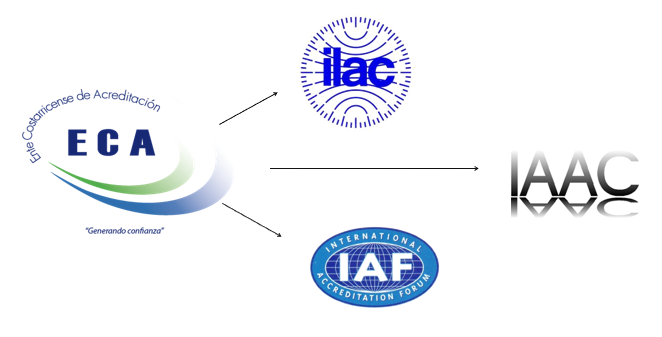 Ente Costarricense de Acreditación
ECA
"Generando confianza"
ilac
INTERNATIONAL
IAF
ACCREDITATION FORUM
IAAC